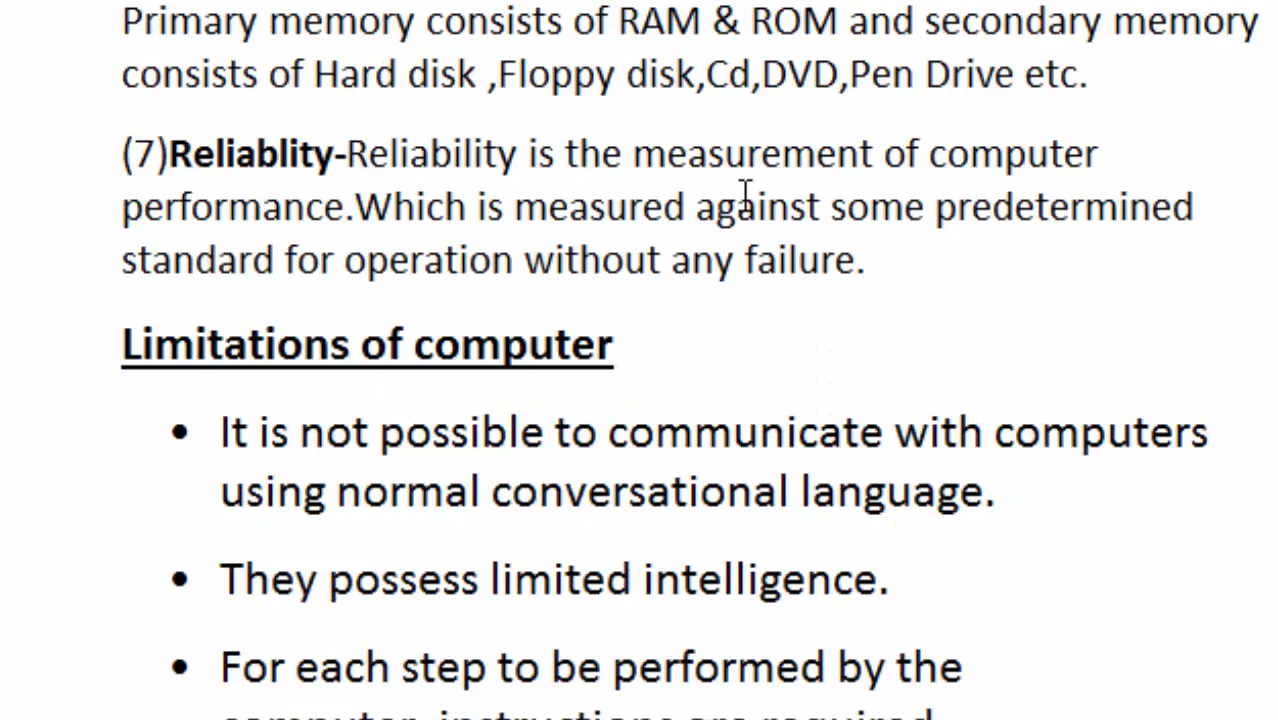 Primary memory consists of RAM & ROM and secondary memory
consists of Hard disk ,Floppy disk,Cd,DVD,Pen Drive etc.
(7)Reliablity-Reliability is the measurement of computer
performance.Which is measured against some predetermined
standard for operation without any failure.
Limitations of computer
• It is not possible to communicate with computers
using normal conversational language.
• They possess limited intelligence.
• For each step to be performed by the
computer, instructions are required.